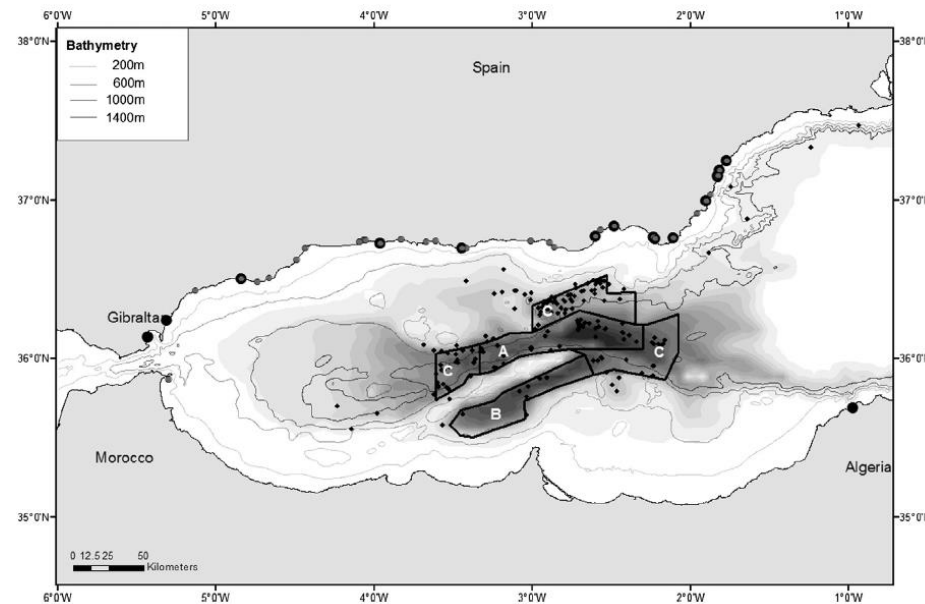 6°0'W 5°0'W 4°0'W 3°0'W 2°0'W 1°0'W
38°0'N 38°0'N
Bathymetry
200m
600m
1000m
1400m
Spain
37°0'N 37°0'N
Gibraltar
C
36°0'N A C 36°0'N
C
B
Morocco Algeria
35°0'N 35°0'N
0 12.5 25 50
Kilometers
6°0'W 5°0'W 4°0'W 3°0'W 2°0'W 1°0'W